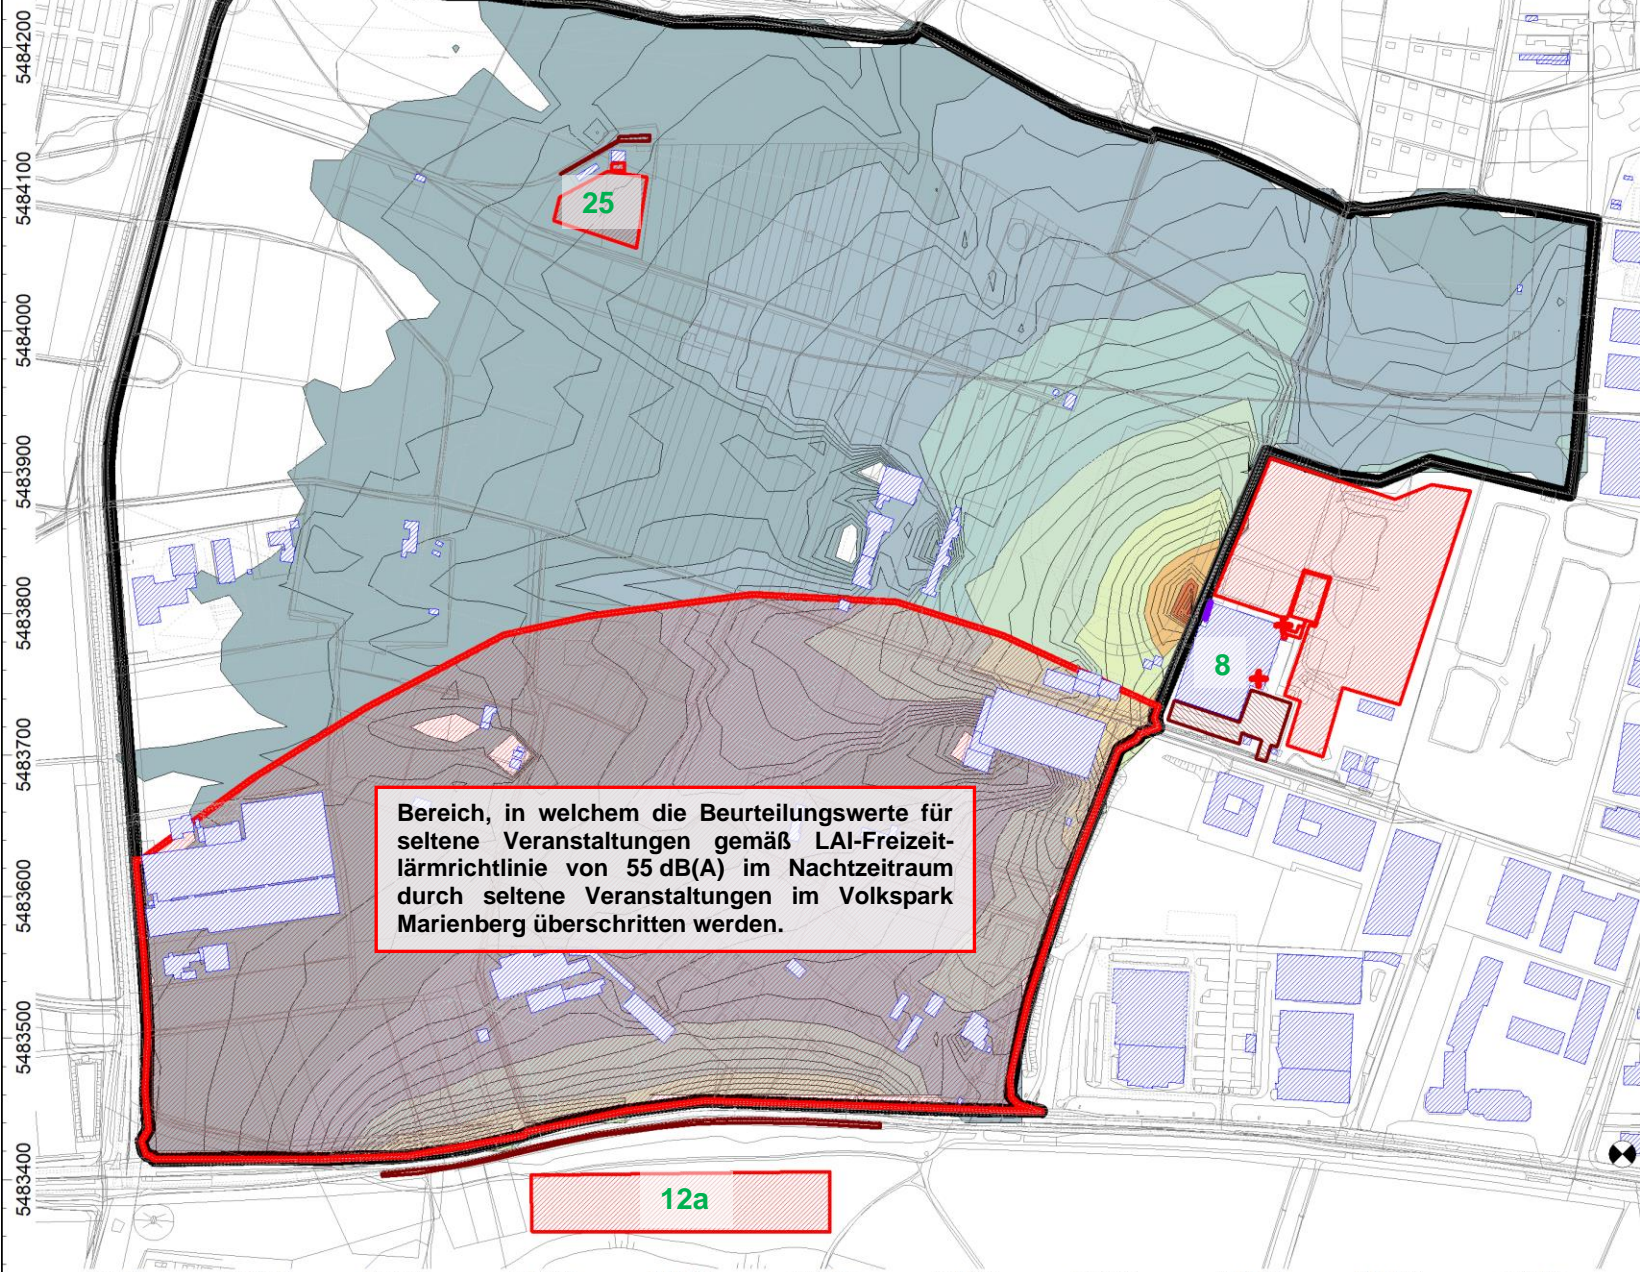 5484200
5484100
25
5484000
5483900
5483800
8
5483700
Bereich, in welchem die Beurteilungswerte für
seltene Veranstaltungen gemäß LAI-Freizeit-
lärmrichtlinie von 55 dB(A) im Nachtzeitraum
durch seltene Veranstaltungen im Volkspark
Marienberg überschritten werden.
5483600
5483500
5483400
12a